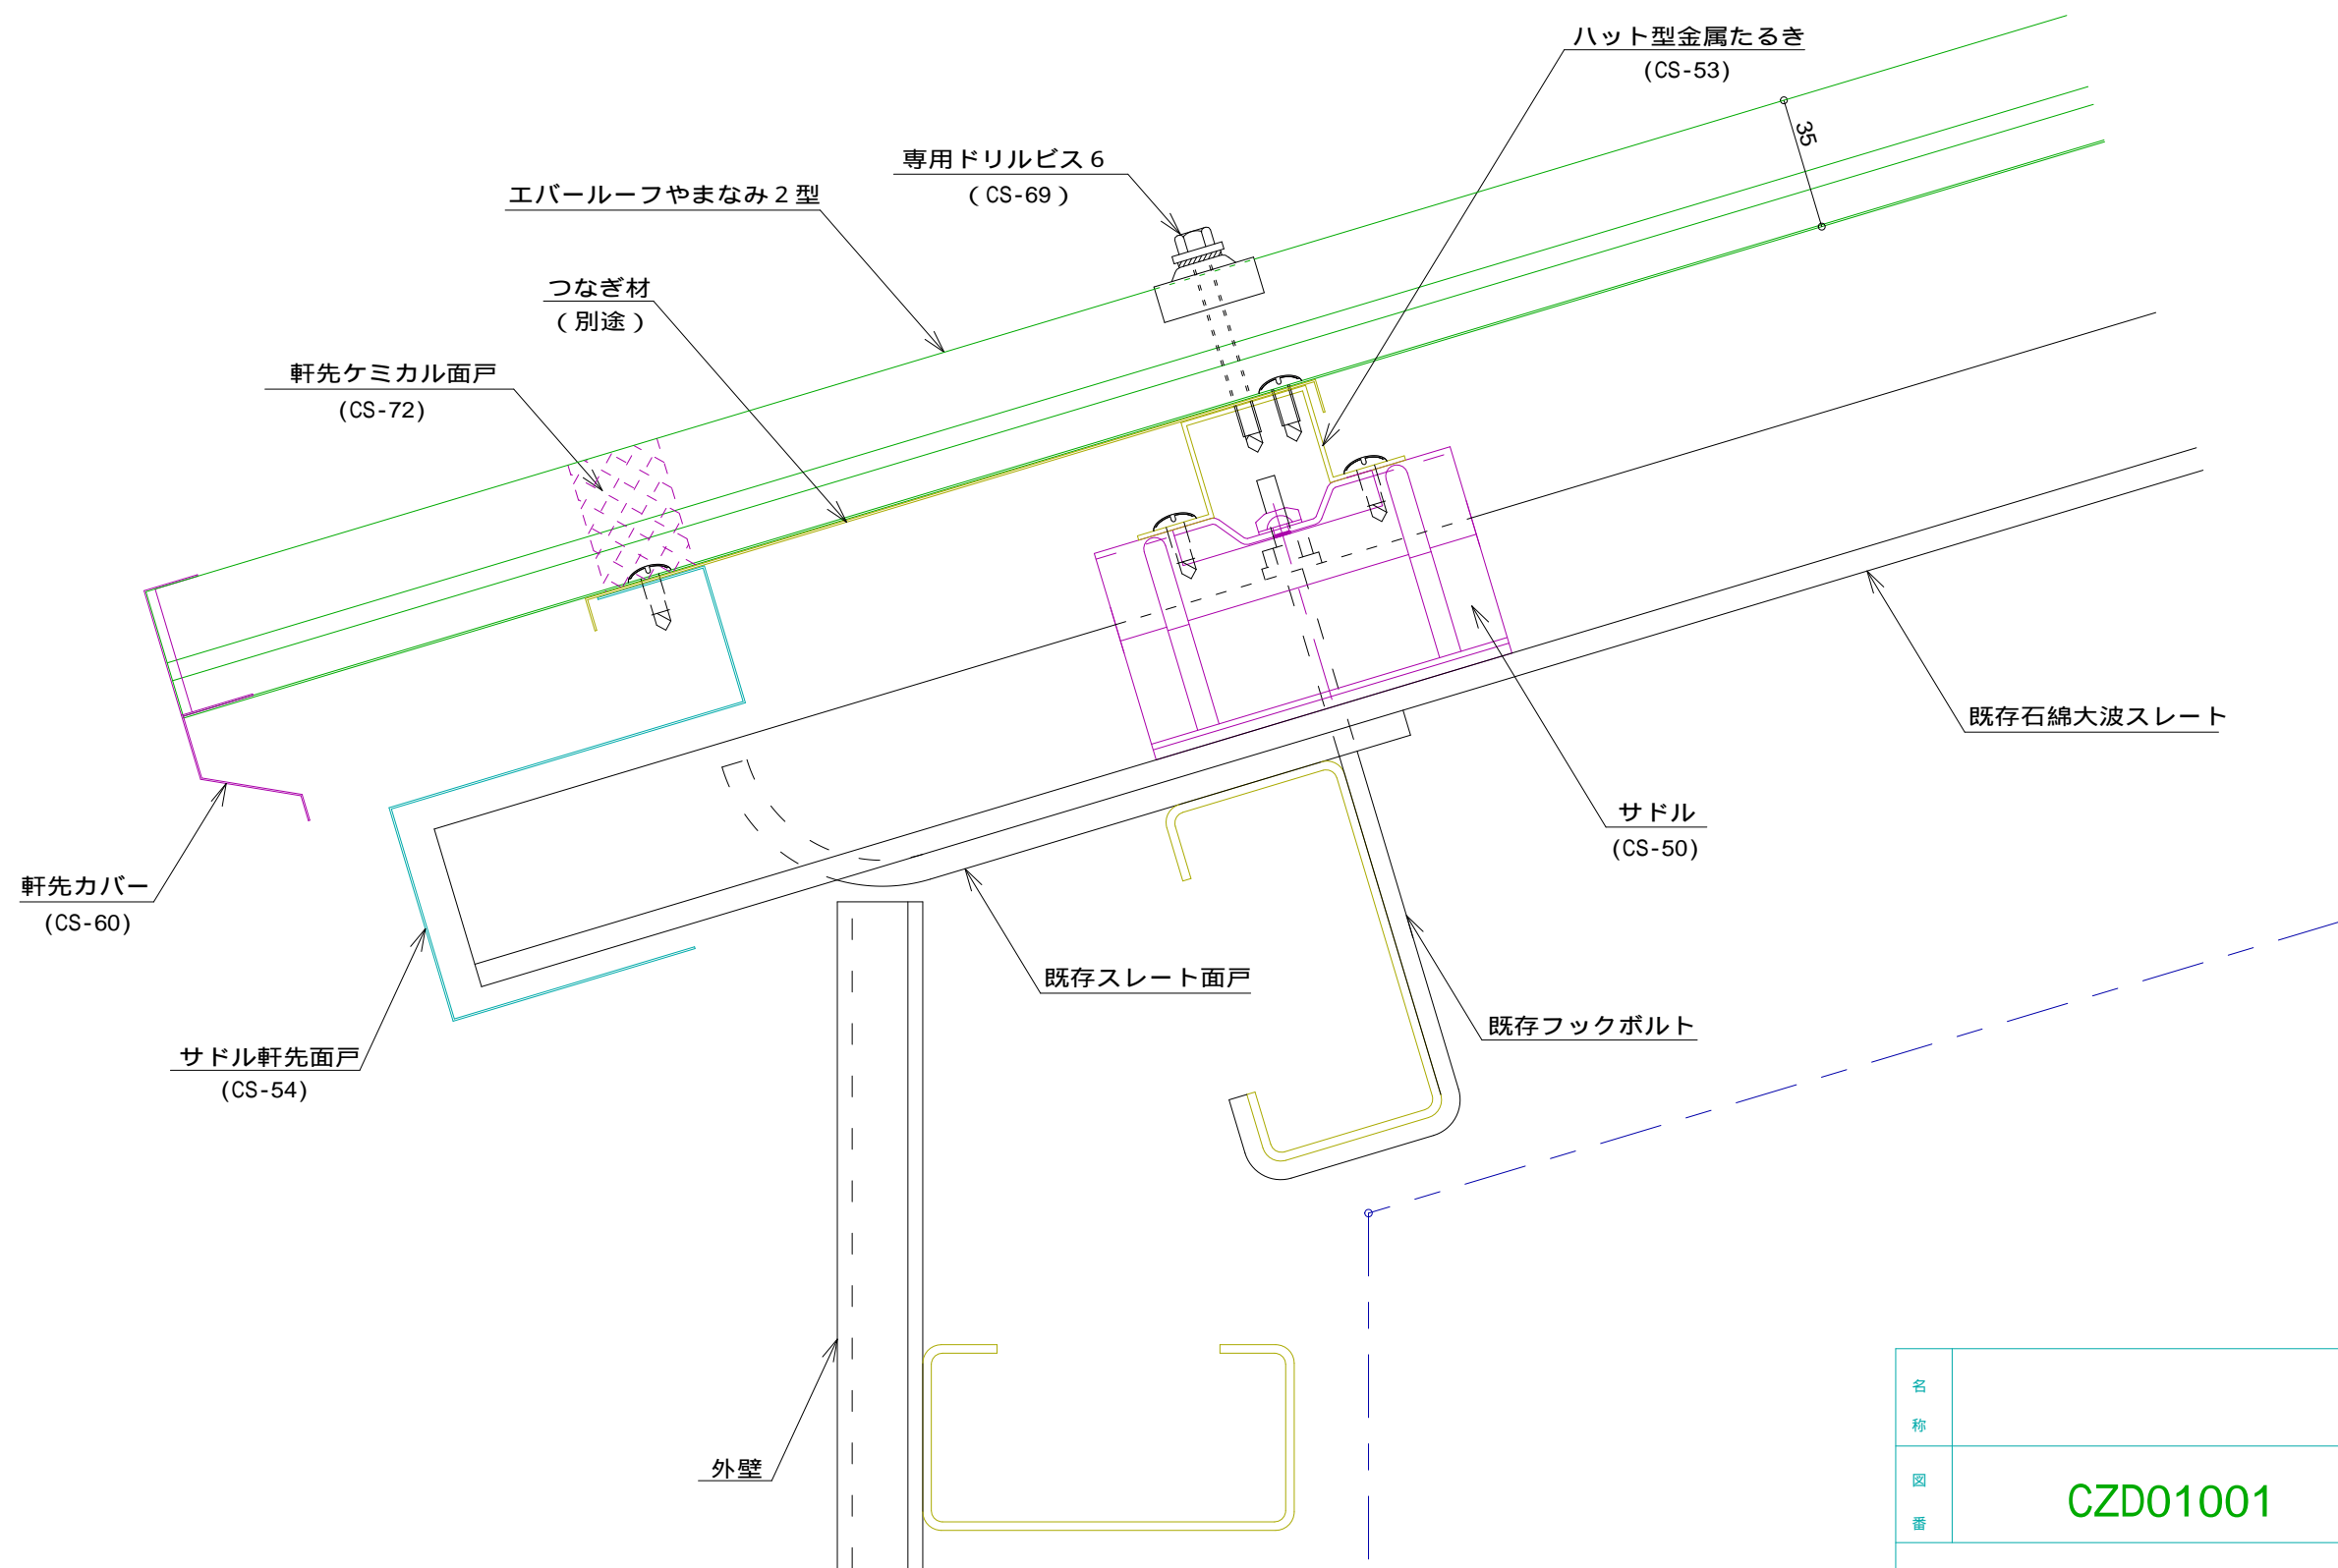 ハット型金属たるき
(CS-53)
35
専用ドリルビス６
（CS-69）
エバールーフやまなみ２型
つなぎ材
（別途）
軒先ケミカル面戸
(CS-72)
既存石綿大波スレート
サドル
(CS-50)
軒先カバー
(CS-60)
既存スレート面戸
既存フックボルト
サドル軒先面戸
(CS-54)
外壁
名称
図番
CZD01001